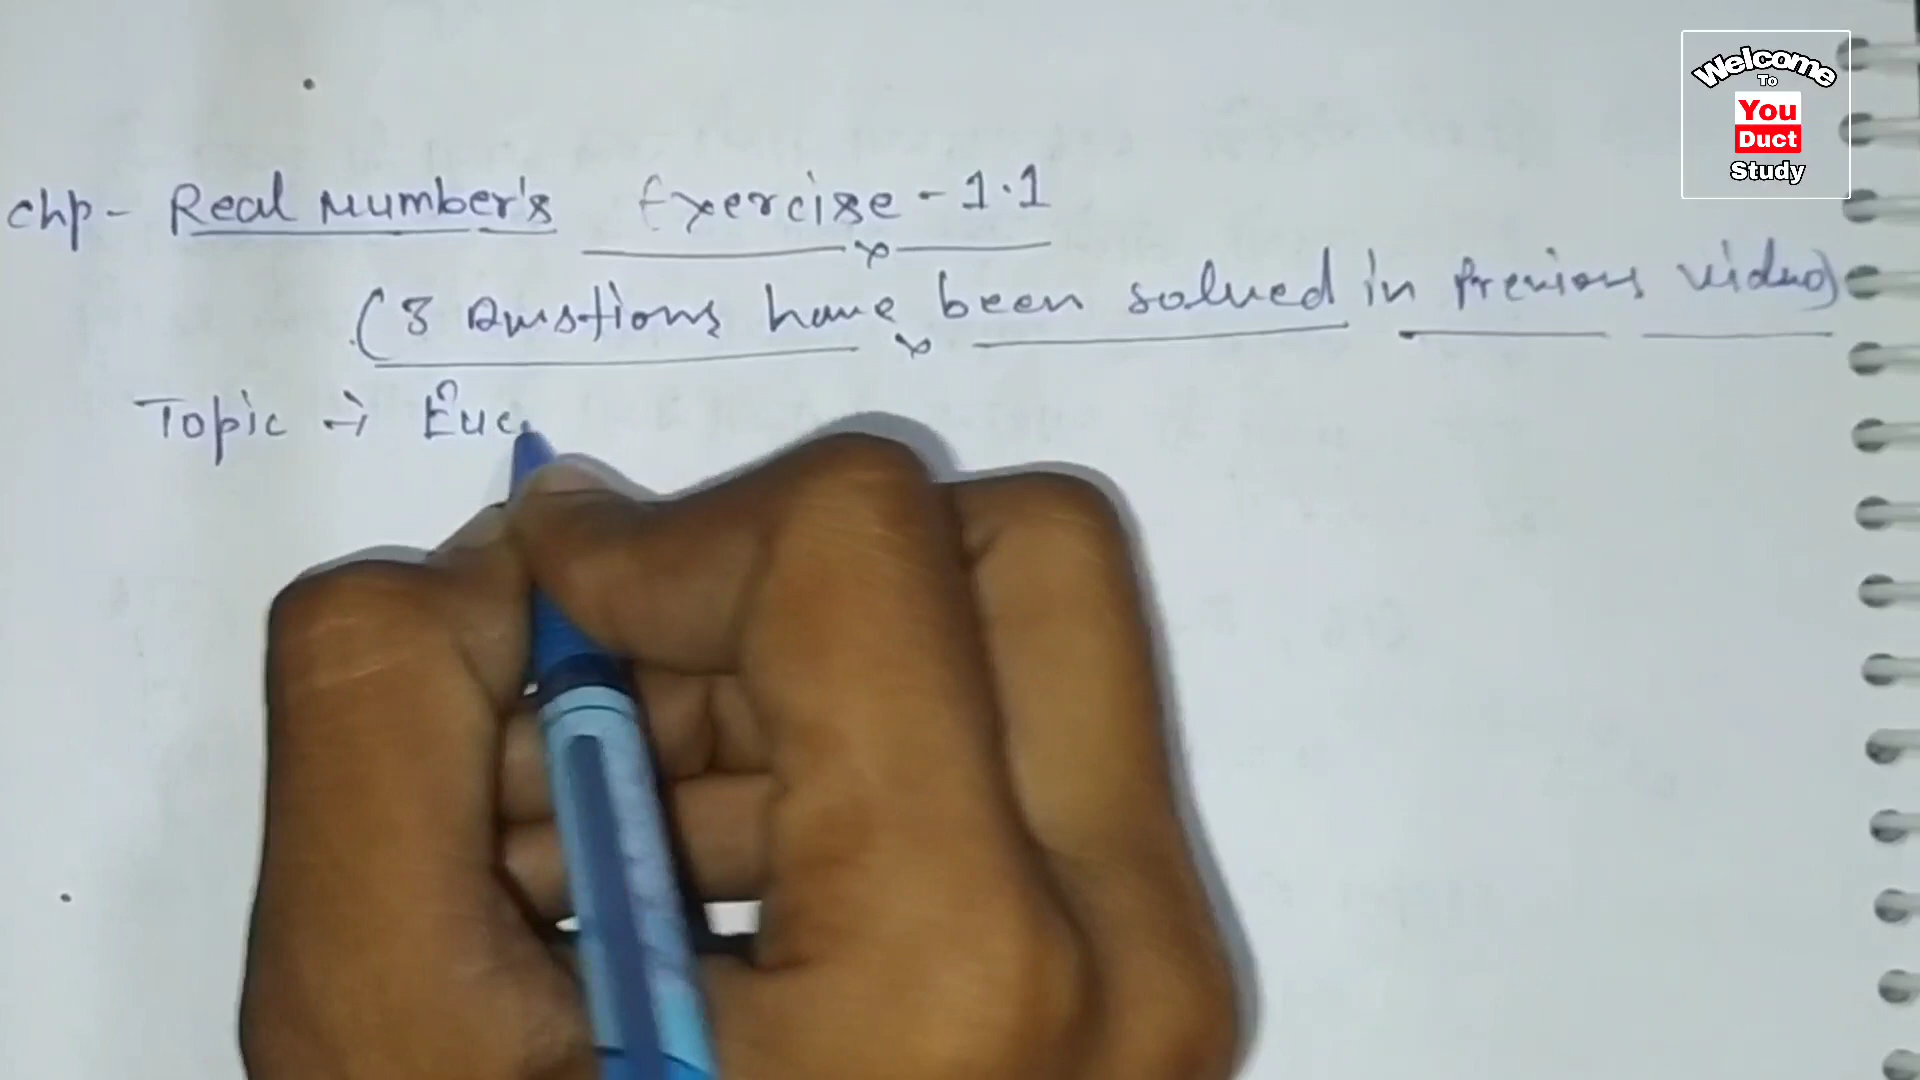 Welcome
To
You
Duct
Study
Chp - Real Number's Exercise - 1.1
(3 Questions have been solved in Previous video)
Topic → Euc